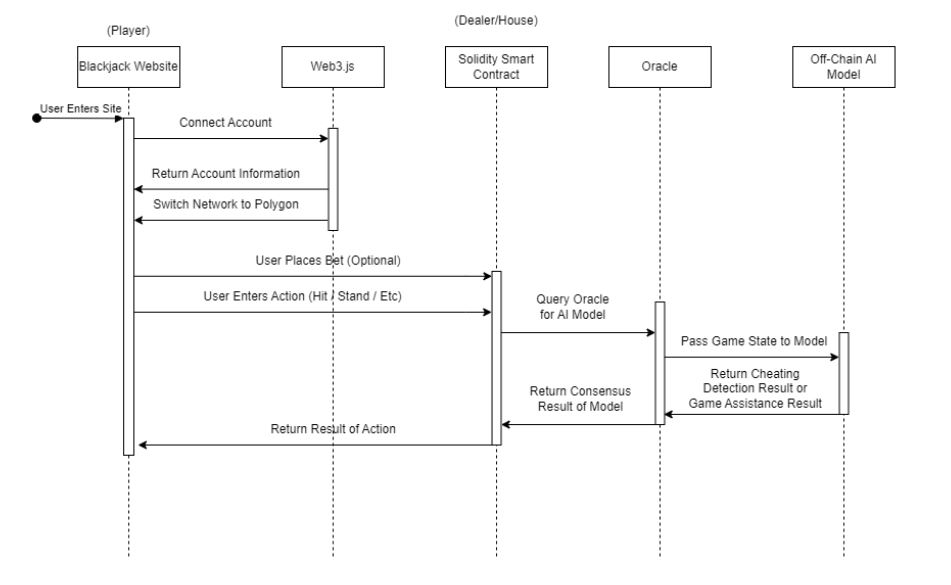 (Player)
(Dealer/House)
Blackjack Website
Web3.js
Solidity Smart
Contract
Oracle
Off-Chain AI
Model
User Enters Site
Connect Account
Return Account Information
Switch Network to Polygon
User Places Bet (Optional)
User Enters Action (Hit / Stand / Etc)
Query Oracle
for AI Model
Pass Game State to Model
Return Cheating
Detection Result or
Game Assistance Result
Return Consensus
Result of Model
Return Result of Action